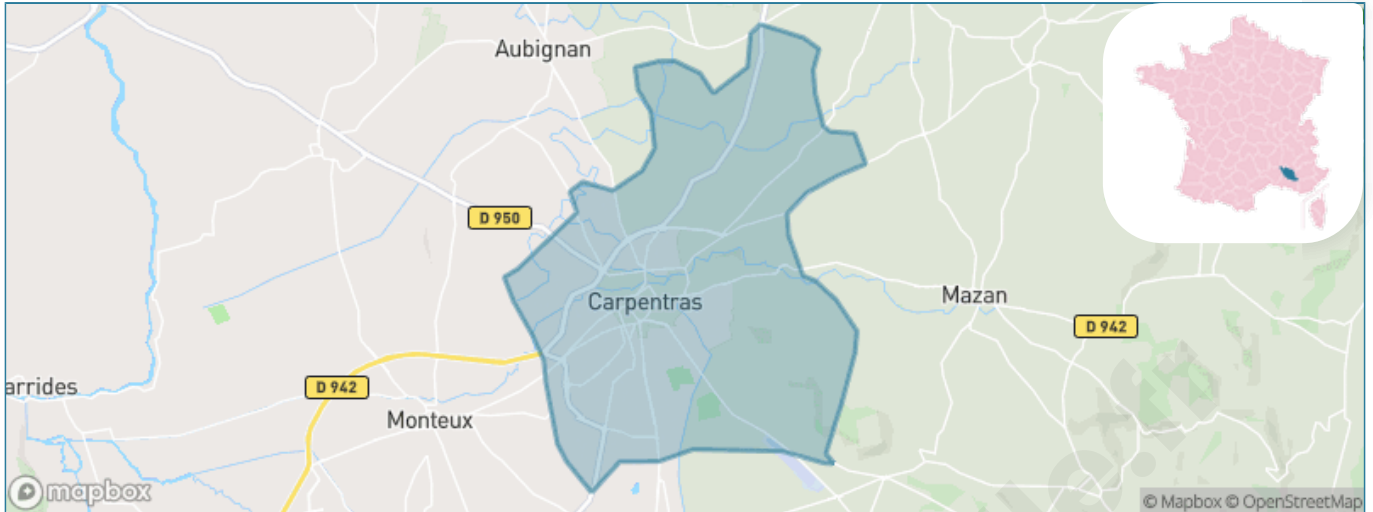 Aubignan
D 950
Carpentras
Mazan
D 942
D 942
arrides
Monteux
mapbox
© Mapbox © OpenStreetMap